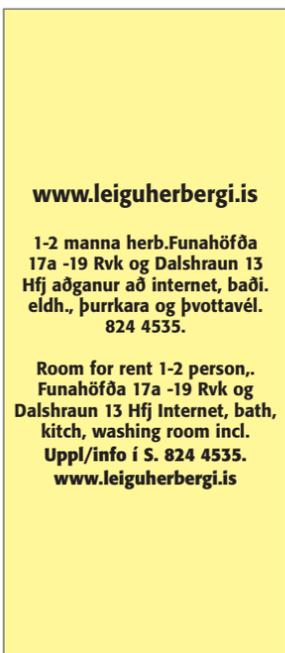 www.leiguherbergi.is
1-2 manna herb.Funahöfða
17a -19 Rvk og Dalshraun 13
Hfj aðganur að internet, baði.
eldh., þurrkara og þvottavél.
824 4535.
Room for rent 1-2 person,.
Funahöfða 17a -19 Rvk og
Dalshraun 13 Hfj Internet, bath,
kitch, washing room incl.
Uppl/info í S. 824 4535.
www.leiguherbergi.is